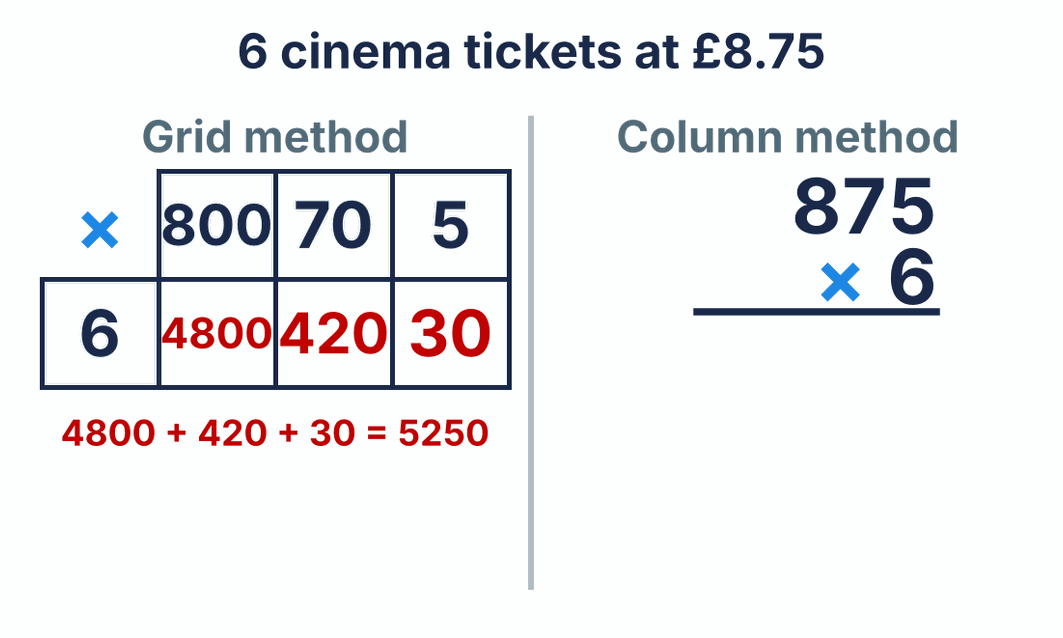 6 cinema tickets at £8.75
Grid method
× 800 70 5
6 4800 420 30
4800 + 420 + 30 = 5250
Column method
875
× 6